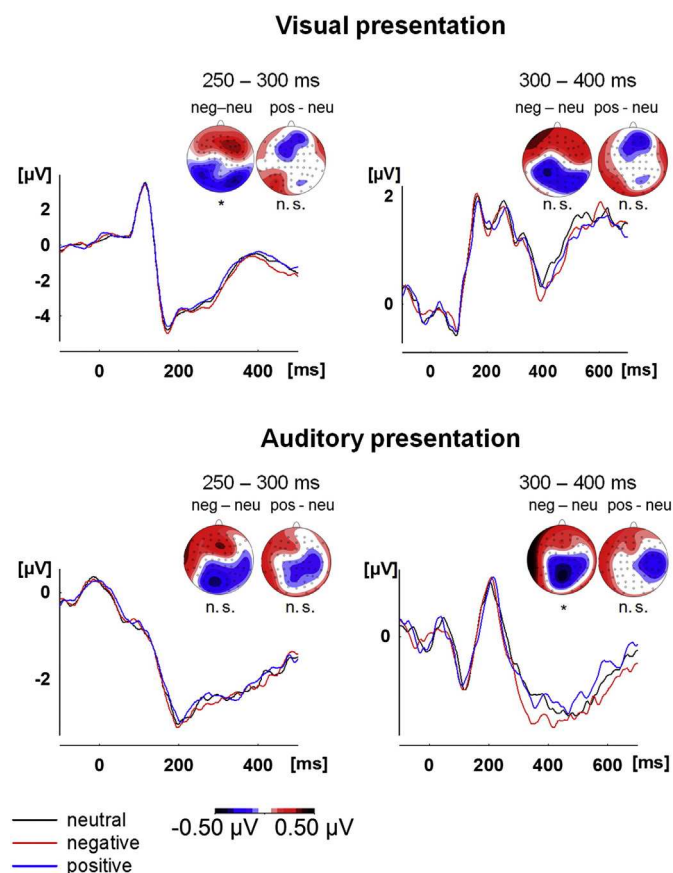 Visual presentation
250 – 300 ms
neg–neu pos - neu
[µV]
2
0
-2
-4
*
n. s.
0 200 400 [ms]
300 – 400 ms
neg – neu pos – neu
[µV]
2
0
n. s.
n. s.
0 200 400 600 [ms]
Auditory presentation
250 – 300 ms
neg – neu pos - neu
[µV]
0
-2
n. s.
n. s.
0 200 400 [ms]
300 – 400 ms
neg – neu pos - neu
[µV]
0
*
n. s.
0 200 400 600 [ms]
neutral
negative
positive
-0.50 µV 0.50 µV